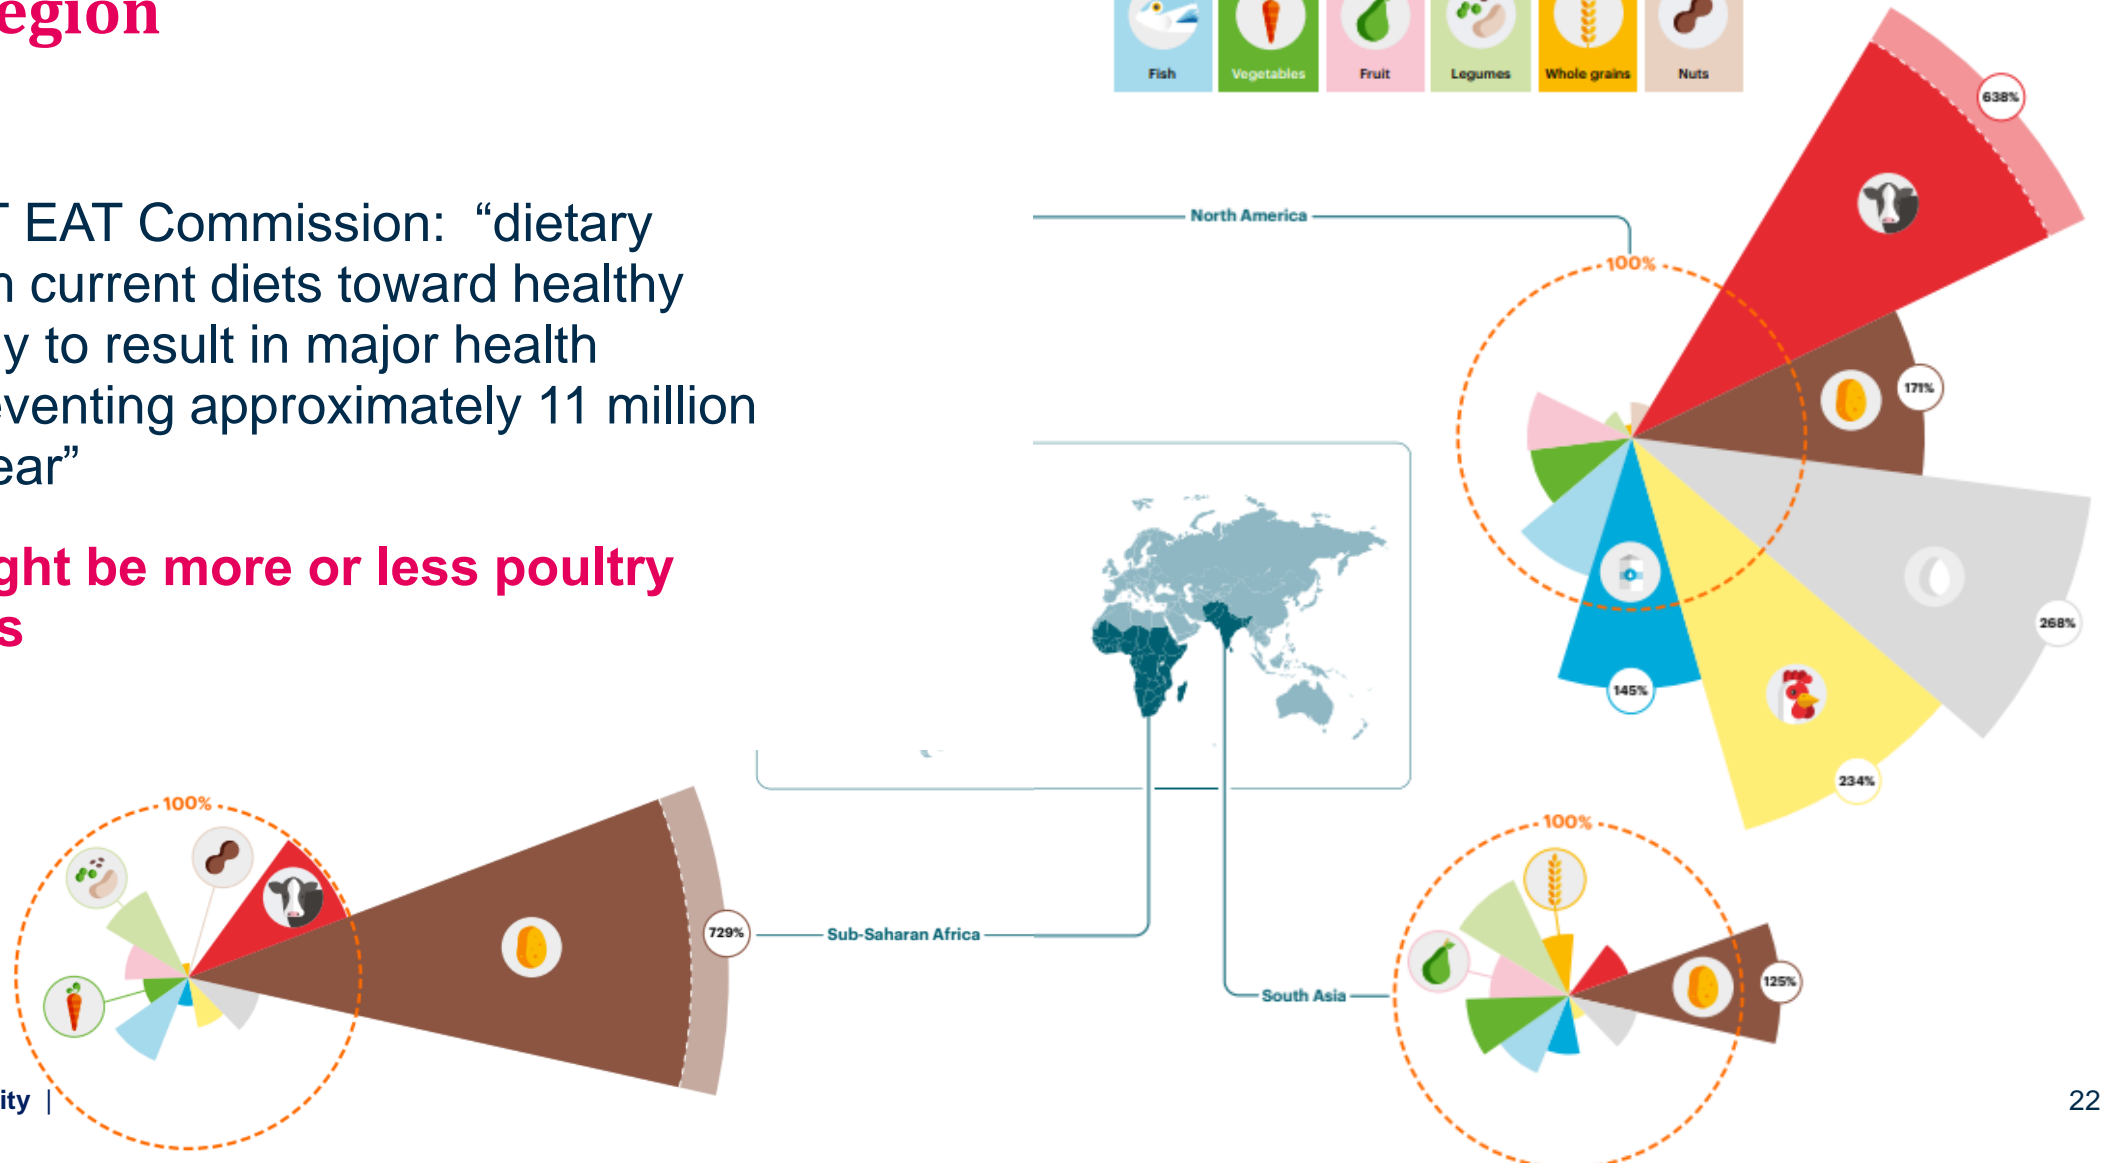 egion
Fish
Vegetables
Fruit
Legumes
Whole grains
Nuts
638%
T EAT Commission: “dietary
n current diets toward healthy
ly to result in major health
eventing approximately 11 million
ear”
ght be more or less poultry
s
North America
100%
171%
268%
145%
234%
100%
729%
Sub-Saharan Africa
100%
125%
South Asia
ity |
22